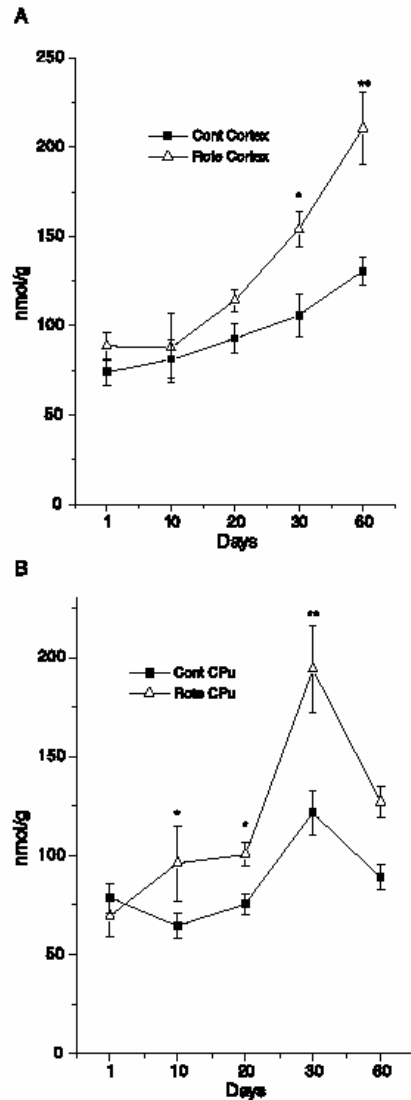 A
250
200
150
100
50
0
nmol/g
Cont Cortex
Rote Cortex
*
**
1 10 20 30 60
Days
B
200
150
100
50
0
nmol/g
Cont CPu
Rote CPu
*
*
**
1 10 20 30 60
Days